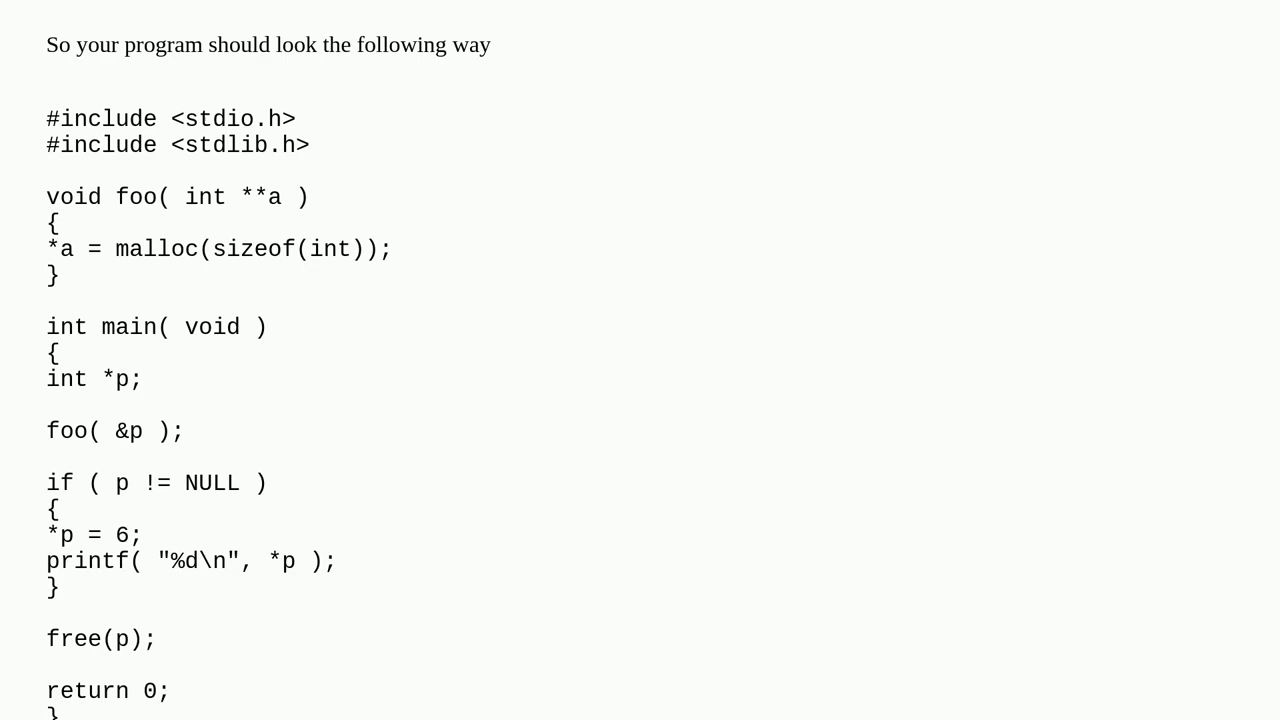 So your program should look the following way
#include <stdio.h>
#include <stdlib.h>
void foo( int **a )
{
*a = malloc(sizeof(int));
}
int main( void )
{
int *p;
foo( &p );
if ( p != NULL )
{
*p = 6;
printf( "%d\n", *p );
}
free(p);
return 0;
}